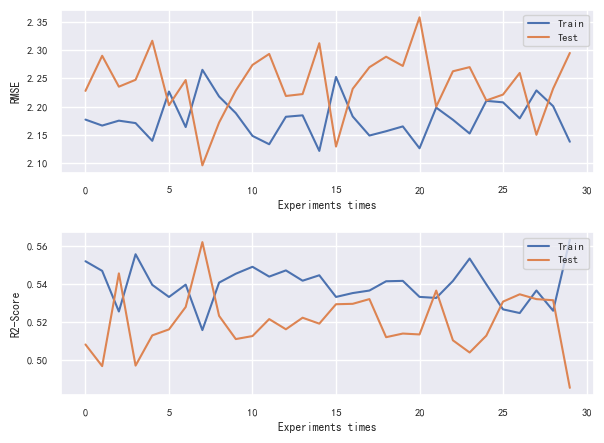 2.35
2.30
2.25
2.20
2.15
2.10
RMSE
Train
Test
0 5 10 15 20 25 30
Experiments times
0.56
0.54
0.52
0.50
R2-Score
Train
Test
0 5 10 15 20 25 30
Experiments times